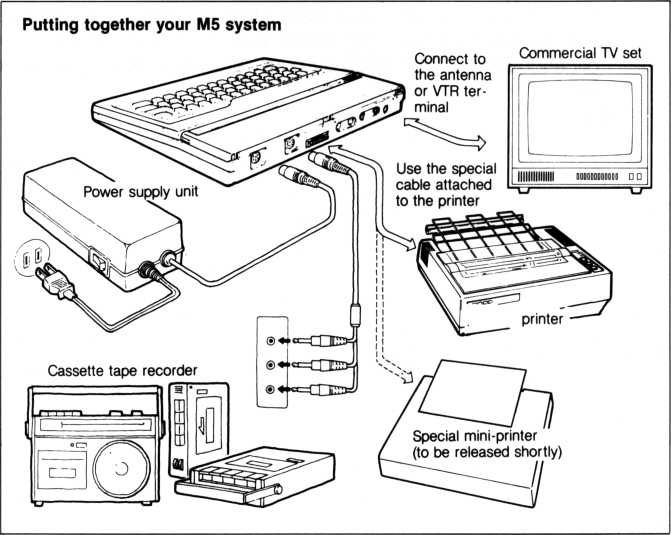 Putting together your M5 system
Connect to
the antenna
or VTR ter-
minal
Commercial TV set
Use the special
cable attached
to the printer
Power supply unit
printer
Cassette tape recorder
Special mini-printer
(to be released shortly)